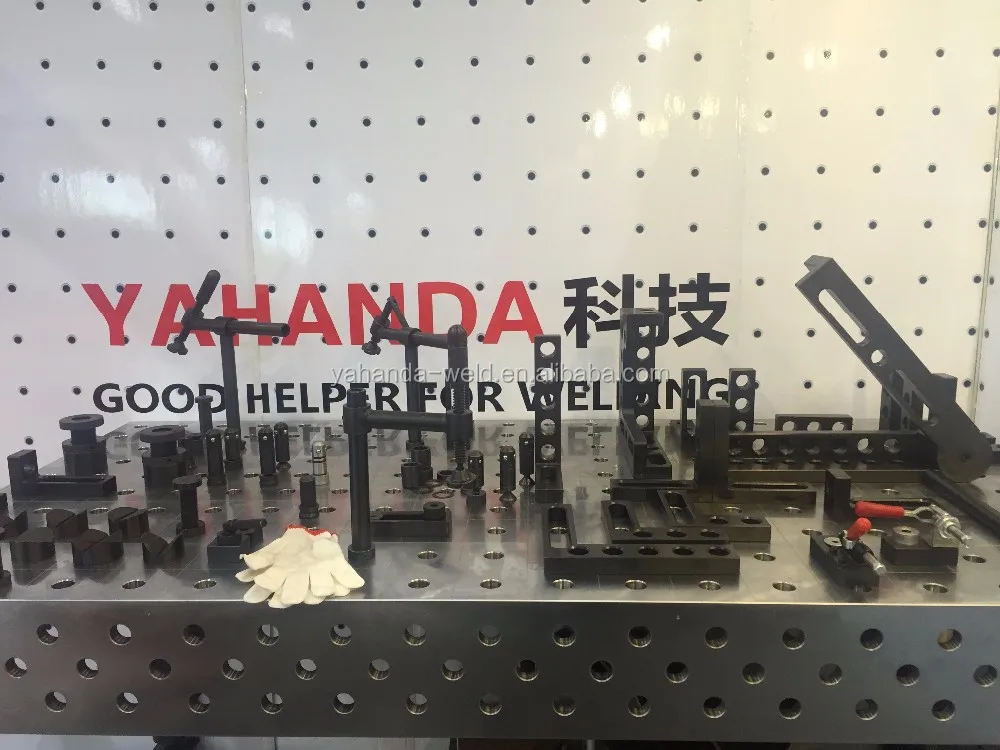 YAHANDA 科技
yahanda-weld.en.alibaba.com
GOOD HELPER FOR WELDING